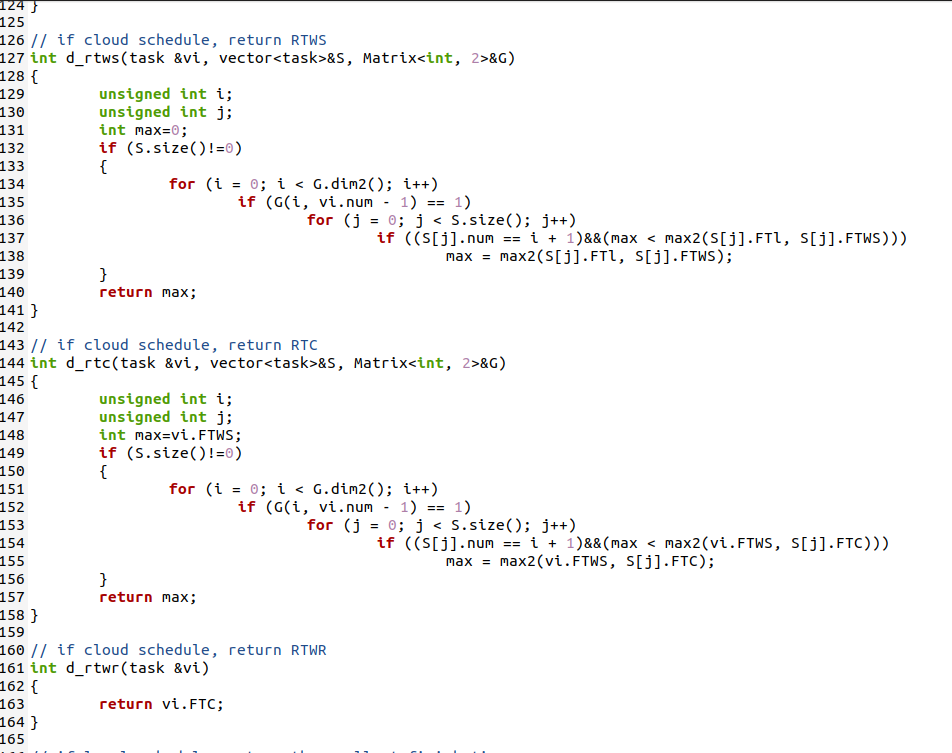 124 }
125
126 // if cloud schedule, return RTWS
127 int d_rtws(task &vi, vector<task>&S, Matrix<int, 2>&G)
128 {
129         unsigned int i;
130         unsigned int j;
131         int max=0;
132         if (S.size()!=0)
133         {
134                 for (i = 0; i < G.dim2(); i++)
135                         if (G(i, vi.num - 1) == 1)
136                                 for (j = 0; j < S.size(); j++)
137                                         if ((S[j].num == i + 1)&&(max < max2(S[j].FTl, S[j].FTWS)))
138                                                 max = max2(S[j].FTl, S[j].FTWS);
139         }
140         return max;
141 }
142
143 // if cloud schedule, return RTC
144 int d_rtc(task &vi, vector<task>&S, Matrix<int, 2>&G)
145 {
146         unsigned int i;
147         unsigned int j;
148         int max=vi.FTWS;
149         if (S.size()!=0)
150         {
151                 for (i = 0; i < G.dim2(); i++)
152                         if (G(i, vi.num - 1) == 1)
153                                 for (j = 0; j < S.size(); j++)
154                                         if ((S[j].num == i + 1)&&(max < max2(vi.FTWS, S[j].FTC)))
155                                                 max = max2(vi.FTWS, S[j].FTC);
156         }
157         return max;
158 }
159
160 // if cloud schedule, return RTWR
161 int d_rtwr(task &vi)
162 {
163         return vi.FTC;
164 }
165